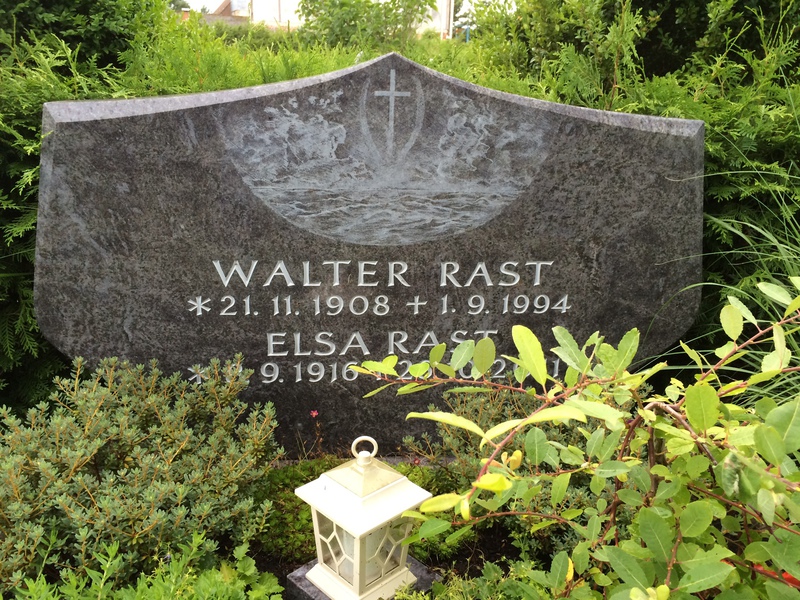 WALTER RAST
* 21. 11. 1908 + 1. 9. 1994
ELSA RAST
* 9. 1916 +